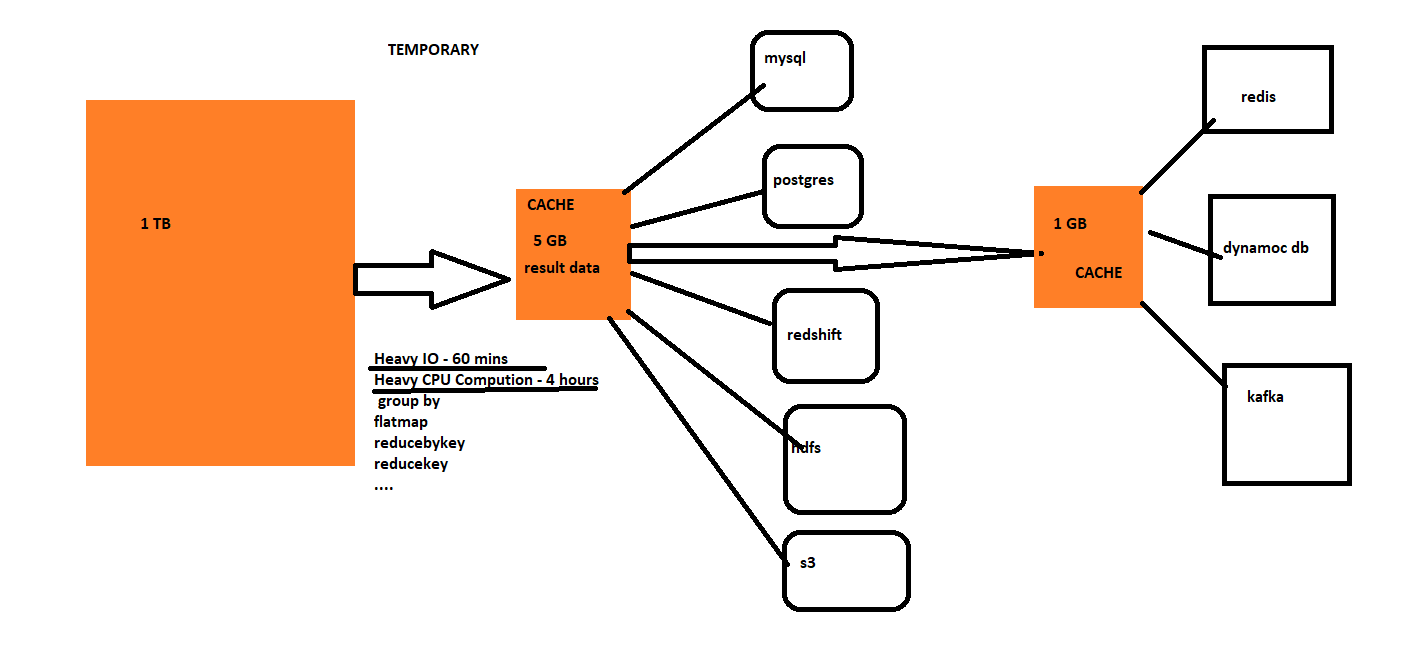 TEMPORARY
1 TB
Heavy IO - 60 mins
Heavy CPU Compution - 4 hours
group by
flatmap
reducebykey
reducekey
....
CACHE
5 GB
result data
mysql
postgres
redshift
hdfs
s3
1 GB
CACHE
redis
dynamoc db
kafka